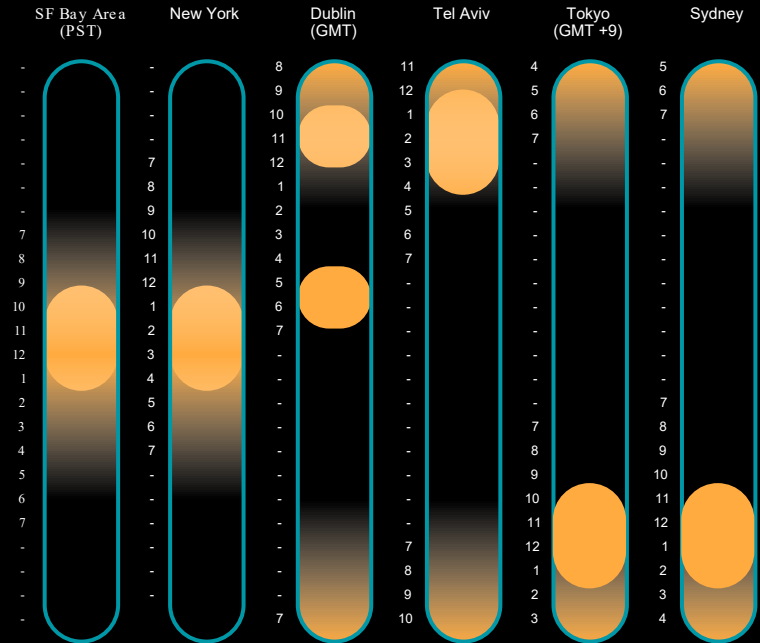 SF Bay Area (PST)
New York
Dublin (GMT)
Tel Aviv
Tokyo (GMT +9)
Sydney
- - 8 11 4 5
- - 9 12 5 6
- - 10 1 6 7
- - 11 2 7 -
- 7 12 3 - -
- 8 1 4 - -
- 9 2 5 - -
7 10 3 6 - -
8 11 4 7 - -
9 12 5 - - -
10 1 6 - - -
11 2 7 - - -
12 3 - - - -
1 4 - - - -
2 5 - - - 7
3 6 - - 7 8
4 7 - - 8 9
5 - - - 9 10
6 - - - 10 11
7 - - - 11 12
- - - 7 12 1
- - - 8 1 2
- - - 9 2 3
- 7 10 3 4